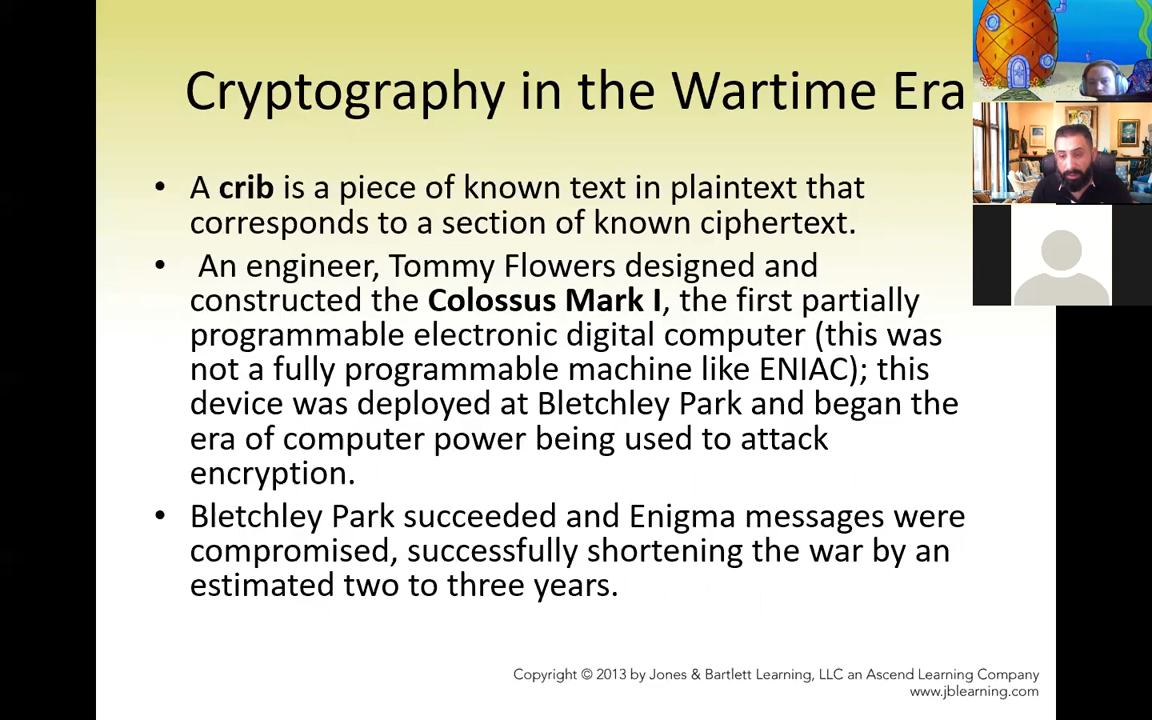 Cryptography in the Wartime Era
• A crib is a piece of known text in plaintext that
corresponds to a section of known ciphertext.
• An engineer, Tommy Flowers designed and
constructed the Colossus Mark I, the first partially
programmable electronic digital computer (this was
not a fully programmable machine like ENIAC); this
device was deployed at Bletchley Park and began the
era of computer power being used to attack
encryption.
• Bletchley Park succeeded and Enigma messages were
compromised, successfully shortening the war by an
estimated two to three years.
Copyright © 2013 by Jones & Bartlett Learning, LLC an Ascend Learning Company
www.jblearning.com